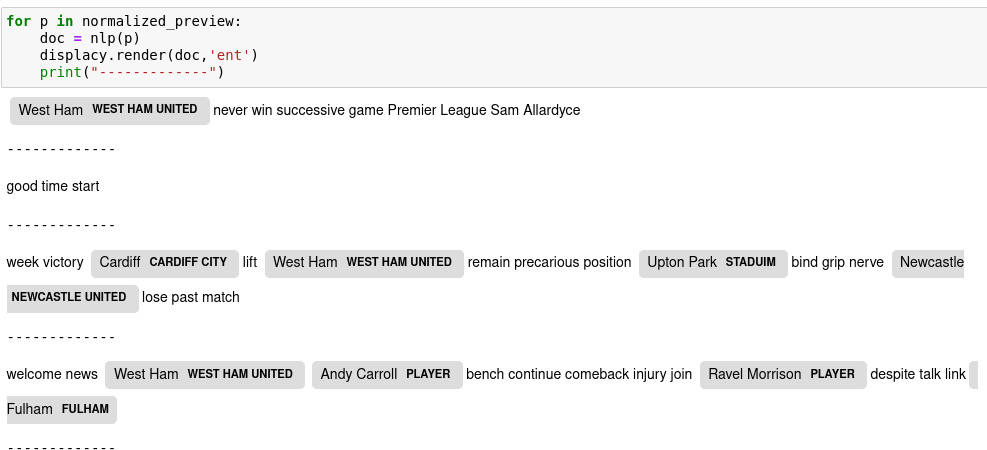 for p in normalized_preview:
    doc = nlp(p)
    displacy.render(doc,'ent')
    print("-------------")
West Ham WEST HAM UNITED never win successive game Premier League Sam Allardyce
-------------
good time start
-------------
week victory Cardiff CARDIFF CITY lift West Ham WEST HAM UNITED remain precarious position Upton Park STADUIM bind grip nerve Newcastle
NEWCASTLE UNITED lose past match
-------------
welcome news West Ham WEST HAM UNITED Andy Carroll PLAYER bench continue comeback injury join Ravel Morrison PLAYER despite talk link
Fulham FULHAM
-------------